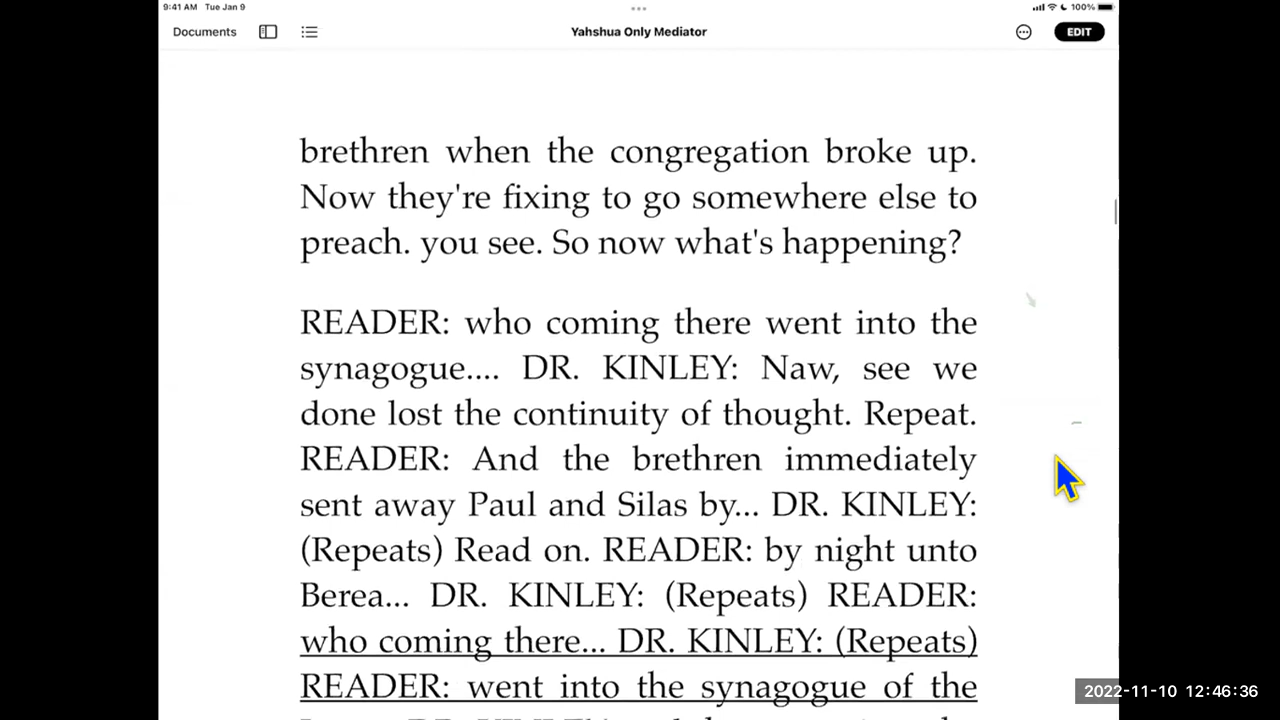 9:41 AM Tue Jan 9
100%
Documents
Yahshua Only Mediator
EDIT
brethren when the congregation broke up.
Now they're fixing to go somewhere else to
preach. you see. So now what's happening?
READER: who coming there went into the
synagogue.... DR. KINLEY: Naw, see we
done lost the continuity of thought. Repeat.
READER: And the brethren immediately
sent away Paul and Silas by... DR. KINLEY:
(Repeats) Read on. READER: by night unto
Berea... DR. KINLEY: (Repeats) READER:
who coming there... DR. KINLEY: (Repeats)
READER: went into the synagogue of the
2022-11-10 12:46:36